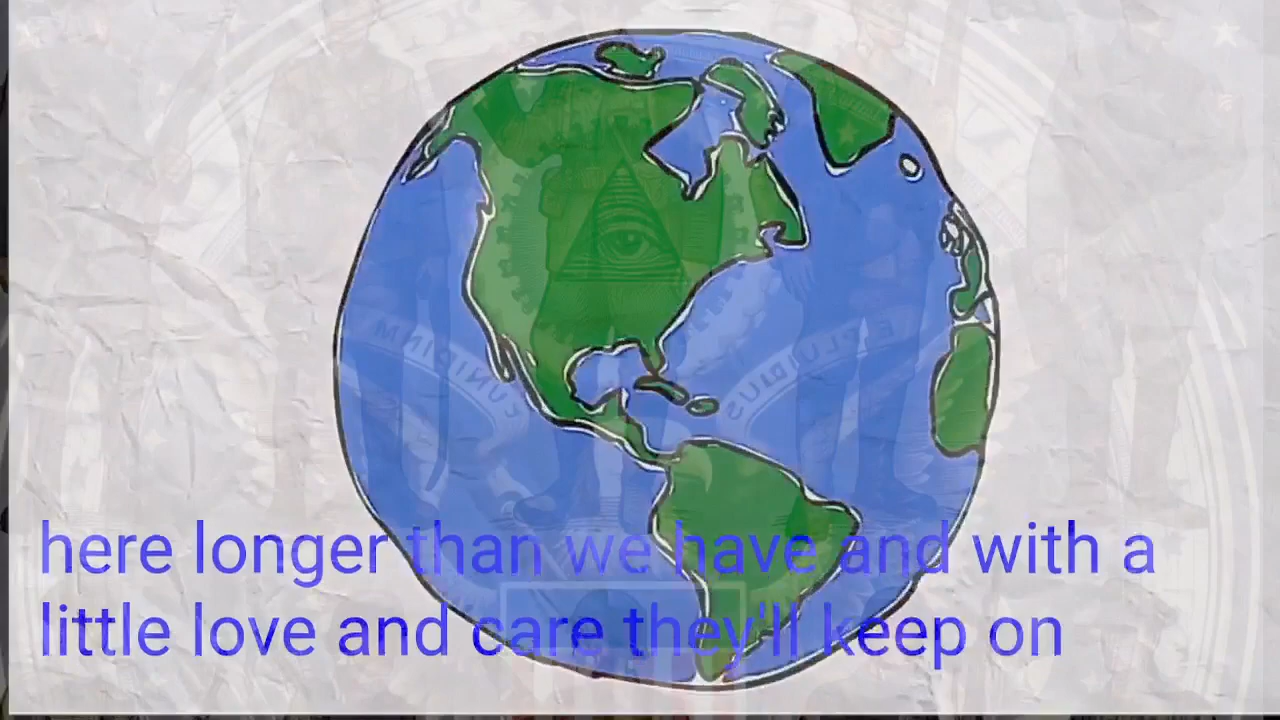 here longer than we have and with a
little love and care they'll keep on